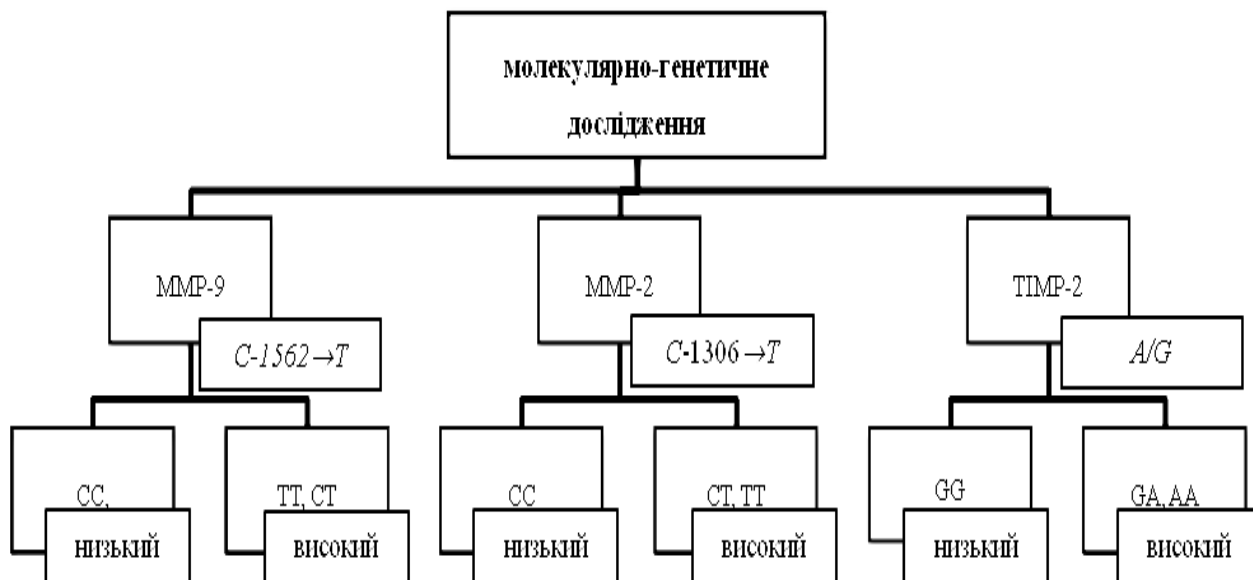 молекулярно-генетичне
дослідження
MMP-9
MMP-2
TIMP-2
C-1562→T
C-1306→T
A/G
CC,
TT, CT
CC
CT, TT
GG
GA, AA
низький
високий
низький
високий
низький
високий